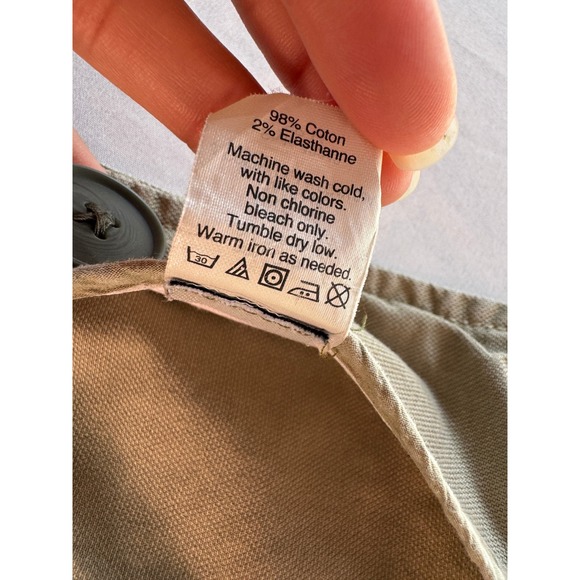 98% Coton
2% Elasthanne
Machine wash cold,
with like colors.
Non chlorine
bleach only.
Tumble dry low.
Warm iron as needed.
30